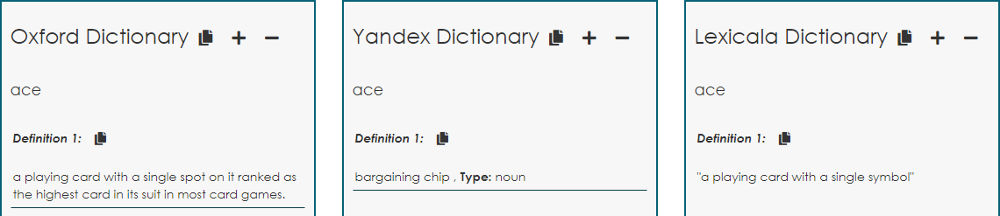 Oxford Dictionary
ace
Definition 1:
a playing card with a single spot on it ranked as
the highest card in its suit in most card games.
Yandex Dictionary
ace
Definition 1:
bargaining chip , Type: noun
Lexicala Dictionary
ace
Definition 1:
"a playing card with a single symbol"